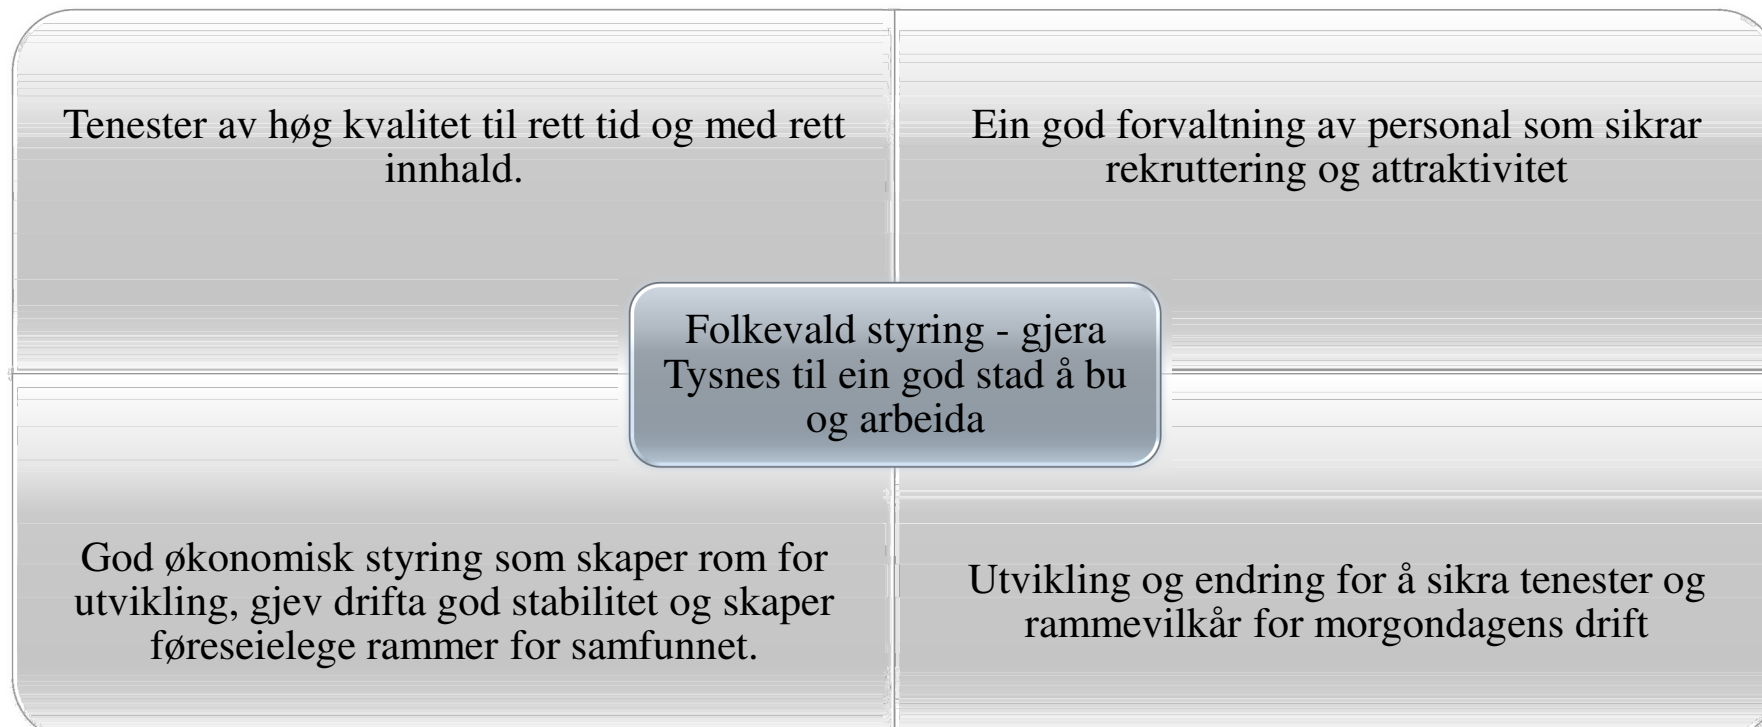 Tenester av høg kvalitet til rett tid og med rett
innhald.
Ein god forvaltning av personal som sikrar
rekruttering og attraktivitet
Folkevald styring - gjera
Tysnes til ein god stad å bu
og arbeida
God økonomisk styring som skaper rom for
utvikling, gjev drifta god stabilitet og skaper
føreseielege rammer for samfunnet.
Utvikling og endring for å sikra tenester og
rammevilkår for morgondagens drift